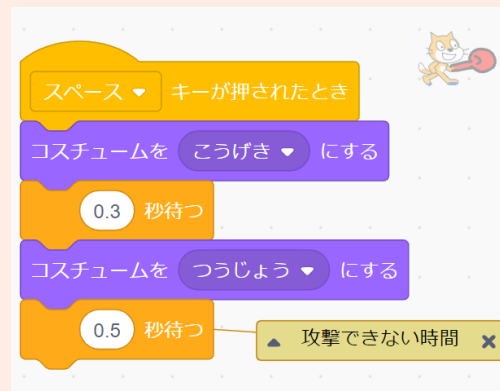 スペース キーが押されたとき
コスチュームを こうげき にする
0.3 秒待つ
コスチュームを つうじょう にする
0.5 秒待つ
攻撃できない時間